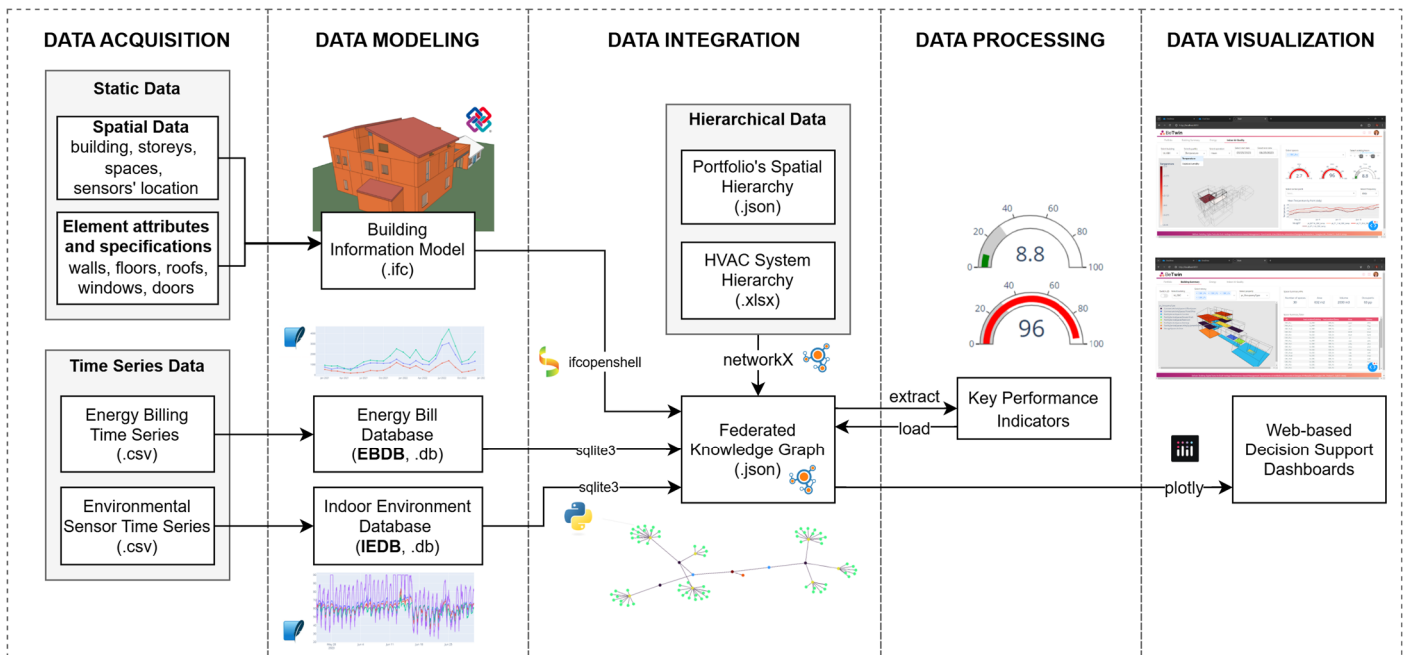 DATA ACQUISITION
DATA MODELING
DATA INTEGRATION
DATA PROCESSING
DATA VISUALIZATION
Static Data
Spatial Data
building, storeys,
spaces,
sensors' location
Element attributes
and specifications
walls, floors, roofs,
windows, doors
Time Series Data
Energy Billing
Time Series
(.csv)
Environmental
Sensor Time Series
(.csv)
Building
Information Model
(.ifc)
Energy Bill
Database
(EBDB, .db)
Indoor Environment
Database
(IEDB, .db)
ifcopenshell
sqlite3
sqlite3
Hierarchical Data
Portfolio's Spatial
Hierarchy
(.json)
HVAC System
Hierarchy
(.xlsx)
networkX
Federated
Knowledge Graph
(.json)
0
20
40
60
80
100
8.8
0
20
40
60
80
100
96
extract
load
Key Performance
Indicators
plotly
Web-based
Decision Support
Dashboards